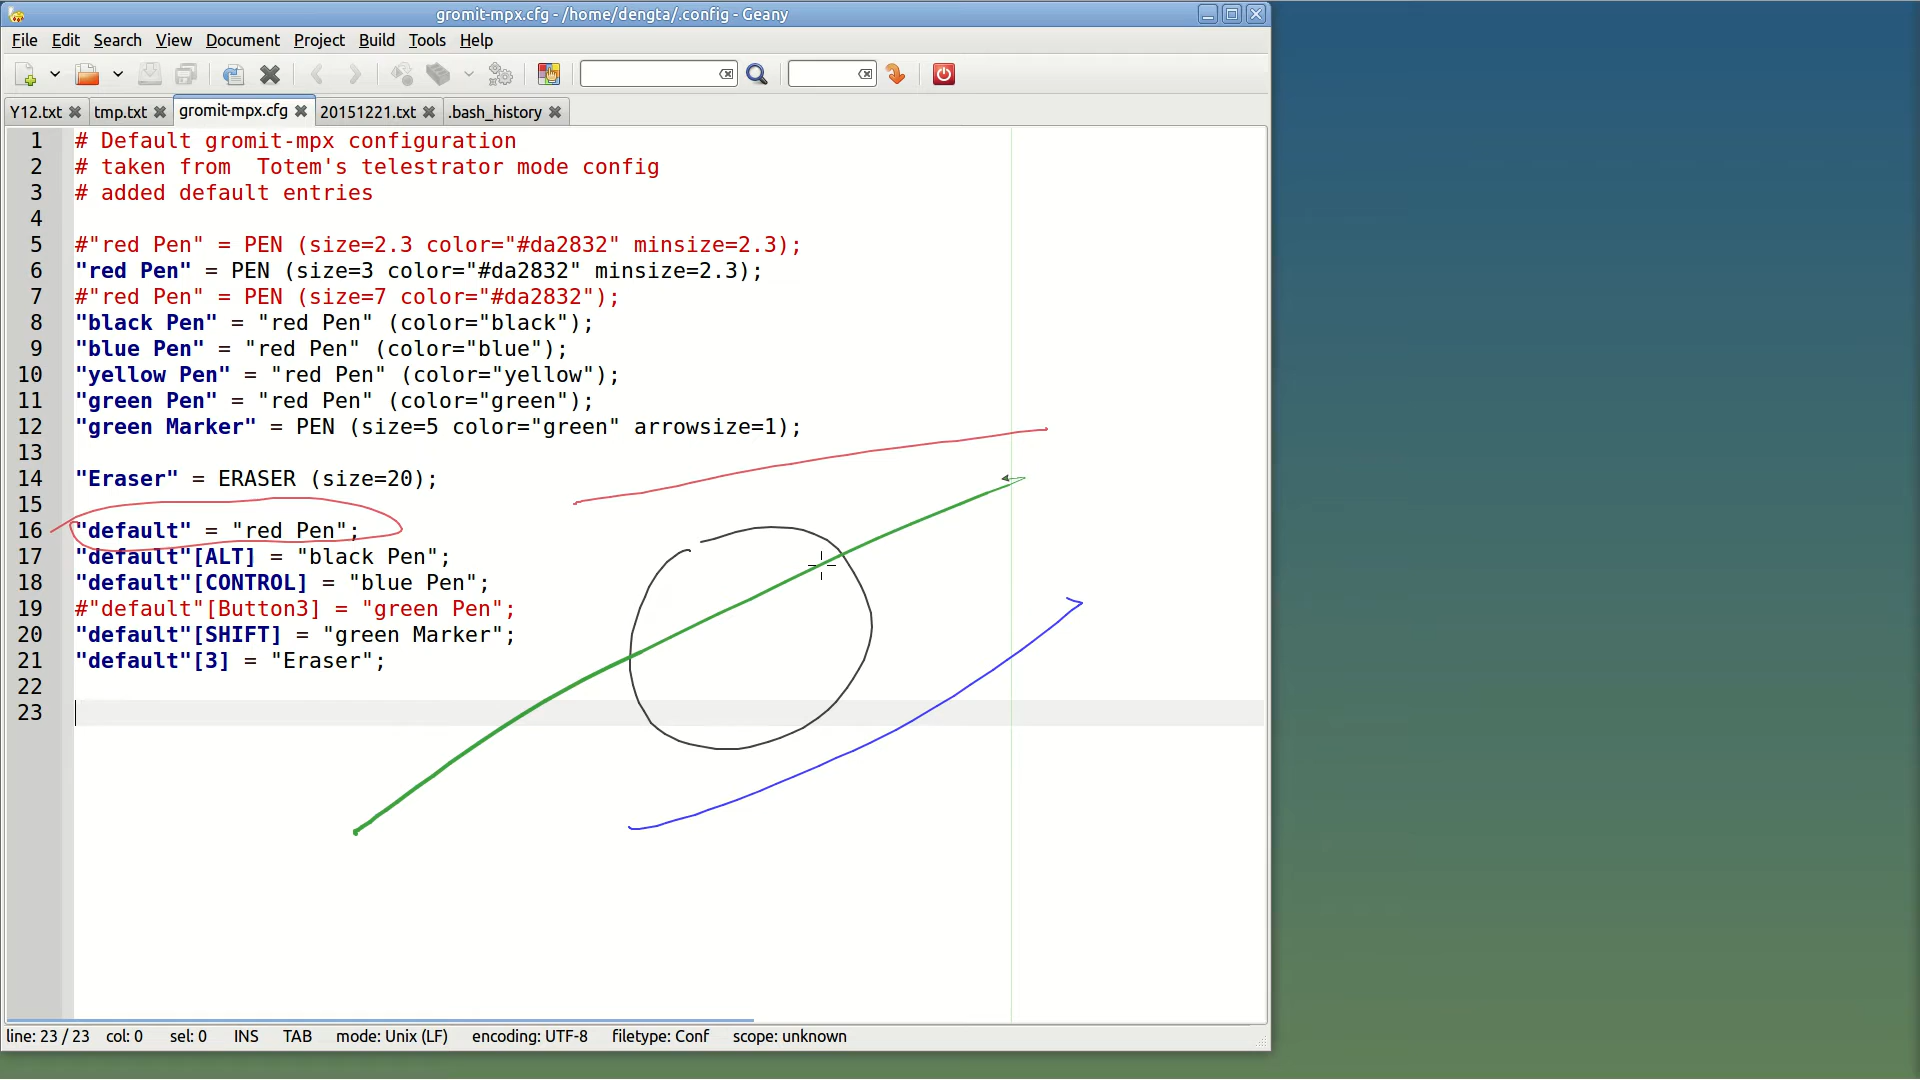 gromit-mpx.cfg - /home/dengta/.config - Geany
File Edit Search View Document Project Build Tools Help
Y12.txt tmp.txt gromit-mpx.cfg 20151221.txt .bash_history
1 # Default gromit-mpx configuration
2 # taken from  Totem's telestrator mode config
3 # added default entries
4
5 #"red Pen" = PEN (size=2.3 color="#da2832" minsize=2.3);
6 "red Pen" = PEN (size=3 color="#da2832" minsize=2.3);
7 #"red Pen" = PEN (size=7 color="#da2832");
8 "black Pen" = "red Pen" (color="black");
9 "blue Pen" = "red Pen" (color="blue");
10 "yellow Pen" = "red Pen" (color="yellow");
11 "green Pen" = "red Pen" (color="green");
12 "green Marker" = PEN (size=5 color="green" arrowsize=1);
13
14 "Eraser" = ERASER (size=20);
15
16 "default" = "red Pen";
17 "default"[ALT] = "black Pen";
18 "default"[CONTROL] = "blue Pen";
19 #"default"[Button3] = "green Pen";
20 "default"[SHIFT] = "green Marker";
21 "default"[3] = "Eraser";
22
23
line: 23 / 23 col: 0 sel: 0 INS TAB mode: Unix (LF) encoding: UTF-8 filetype: Conf scope: unknown